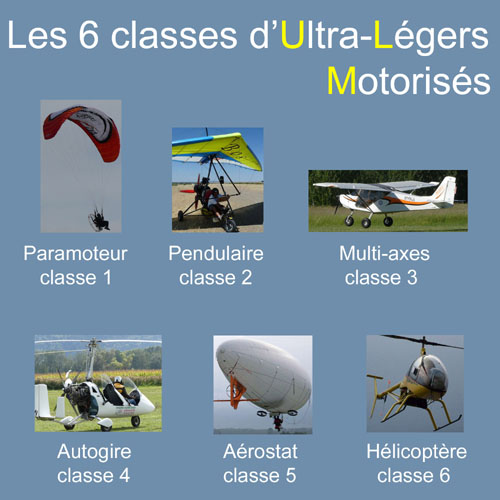 Les 6 classes d'Ultra-Légers
Motorisés
Paramoteur
classe 1
Pendulaire
classe 2
Multi-axes
classe 3
Autogire
classe 4
Aérostat
classe 5
Hélicoptère
classe 6